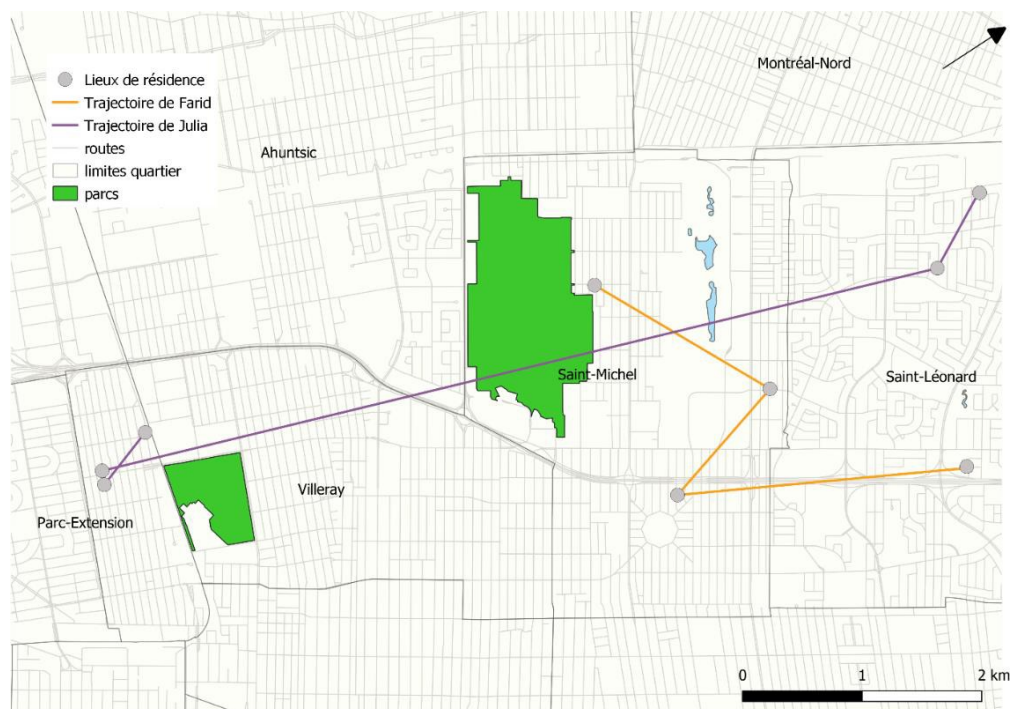 Montréal-Nord
Lieux de résidence
Trajectoire de Farid
Trajectoire de Julia
routes
limites quartier
parcs
Ahuntsic
Saint-Michel
Saint-Léonard
Villeray
Parc-Extension
0 1 2 km